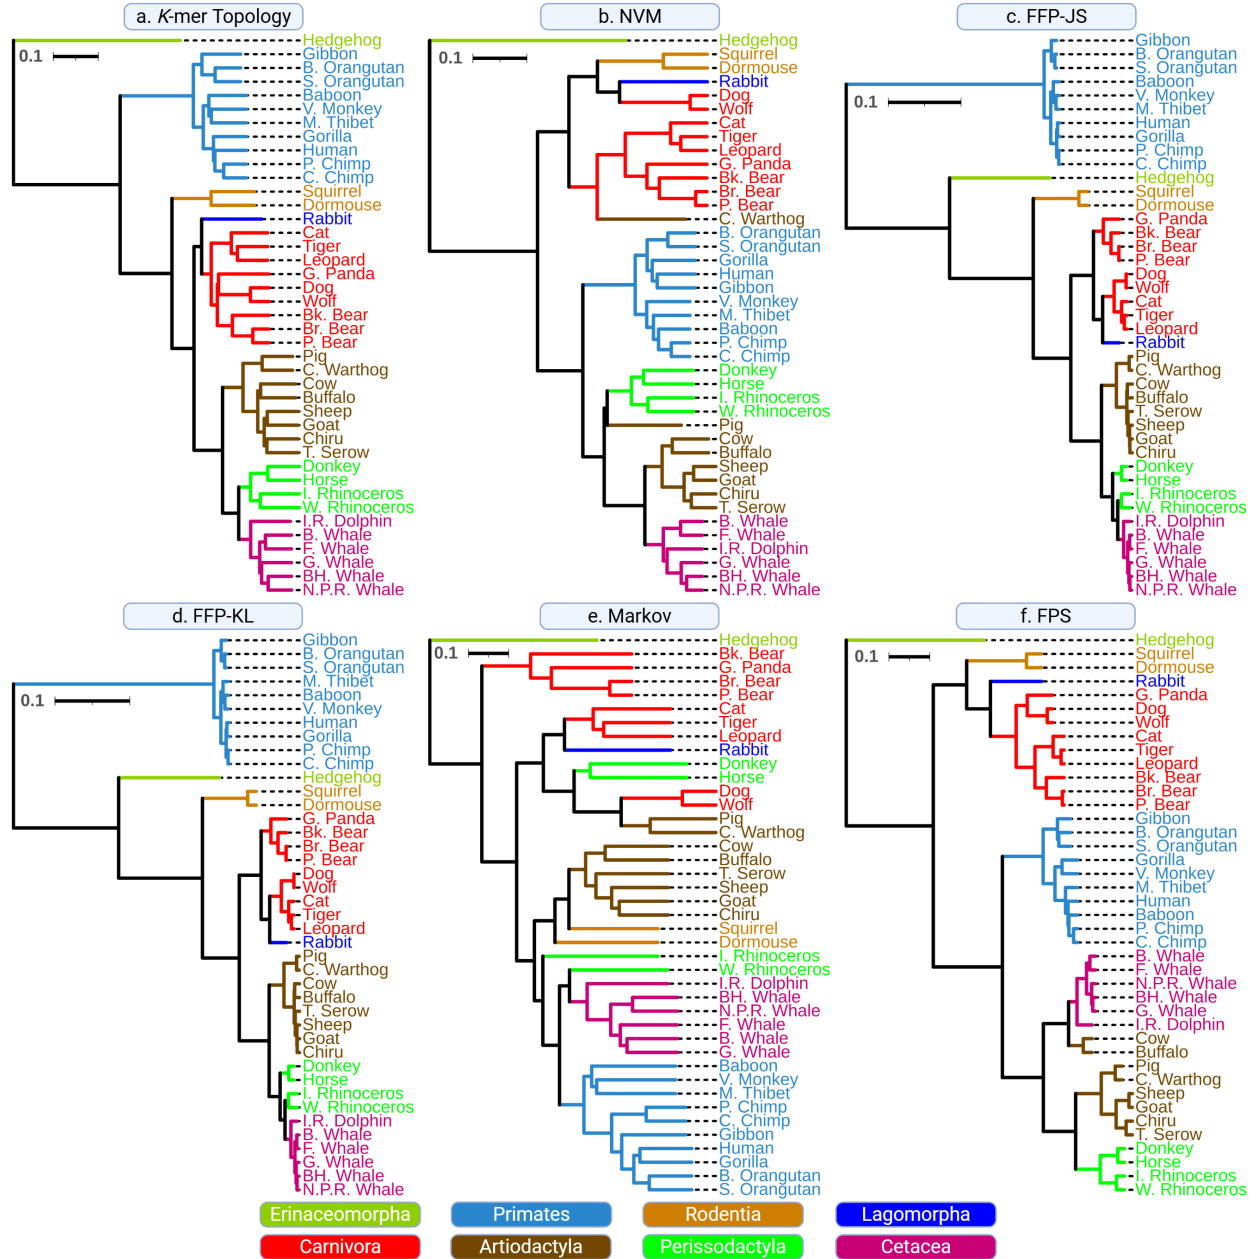 a. K-mer Topology
0.1
Hedgehog
Gibbon
B. Orangutan
S. Orangutan
Baboon
V. Monkey
M. Thibet
Gorilla
Human
P. Chimp
C. Chimp
Squirrel
Dormouse
Rabbit
Cat
Tiger
Leopard
G. Panda
Dog
Wolf
Bk. Bear
Br. Bear
P. Bear
Pig
C. Warthog
Cow
Buffalo
Sheep
Goat
Chiru
T. Serow
Donkey
Horse
I. Rhinoceros
W. Rhinoceros
I.R. Dolphin
B. Whale
F. Whale
G. Whale
BH. Whale
N.P.R. Whale
b. NVM
0.1
Hedgehog
Squirrel
Dormouse
Rabbit
Dog
Wolf
Cat
Tiger
Leopard
G. Panda
Bk. Bear
Br. Bear
P. Bear
C. Warthog
B. Orangutan
S. Orangutan
Gorilla
Human
Gibbon
V. Monkey
M. Thibet
Baboon
P. Chimp
C. Chimp
Donkey
Horse
I. Rhinoceros
W. Rhinoceros
Pig
Cow
Buffalo
Sheep
Goat
Chiru
T. Serow
B. Whale
F. Whale
I.R. Dolphin
G. Whale
BH. Whale
N.P.R. Whale
c. FFP-JS
0.1
Gibbon
B. Orangutan
S. Orangutan
Baboon
V. Monkey
M. Thibet
Human
Gorilla
P. Chimp
C. Chimp
Hedgehog
Squirrel
Dormouse
G. Panda
Bk. Bear
Br. Bear
P. Bear
Dog
Wolf
Cat
Tiger
Leopard
Rabbit
Pig
C. Warthog
Cow
Buffalo
T. Serow
Sheep
Goat
Chiru
Donkey
Horse
I. Rhinoceros
W. Rhinoceros
I.R. Dolphin
B. Whale
F. Whale
G. Whale
BH. Whale
N.P.R. Whale
d. FFP-KL
0.1
Gibbon
B. Orangutan
S. Orangutan
M. Thibet
Baboon
V. Monkey
Human
Gorilla
P. Chimp
C. Chimp
Hedgehog
Squirrel
Dormouse
G. Panda
Bk. Bear
Br. Bear
P. Bear
Dog
Wolf
Cat
Tiger
Leopard
Rabbit
Pig
C. Warthog
Cow
Buffalo
T. Serow
Sheep
Goat
Chiru
Donkey
Horse
I. Rhinoceros
W. Rhinoceros
I.R. Dolphin
B. Whale
F. Whale
G. Whale
BH. Whale
N.P.R. Whale
e. Markov
0.1
Hedgehog
Bk. Bear
G. Panda
Br. Bear
P. Bear
Cat
Tiger
Leopard
Rabbit
Donkey
Horse
Dog
Wolf
Pig
C. Warthog
Cow
Buffalo
T. Serow
Sheep
Goat
Chiru
Squirrel
Dormouse
I. Rhinoceros
W. Rhinoceros
I.R. Dolphin
BH. Whale
N.P.R. Whale
F. Whale
B. Whale
G. Whale
Baboon
V. Monkey
M. Thibet
P. Chimp
C. Chimp
Gibbon
Human
Gorilla
B. Orangutan
S. Orangutan
f. FPS
0.1
Hedgehog
Squirrel
Dormouse
Rabbit
G. Panda
Dog
Wolf
Cat
Tiger
Leopard
Bk. Bear
Br. Bear
P. Bear
Gibbon
B. Orangutan
S. Orangutan
Gorilla
V. Monkey
M. Thibet
Human
Baboon
P. Chimp
C. Chimp
B. Whale
F. Whale
N.P.R. Whale
BH. Whale
G. Whale
I.R. Dolphin
Cow
Buffalo
Pig
C. Warthog
Sheep
Goat
Chiru
T. Serow
Donkey
Horse
I. Rhinoceros
W. Rhinoceros
Erinaceomorpha
Primates
Rodentia
Lagomorpha
Carnivora
Artiodactyla
Perissodactyla
Cetacea